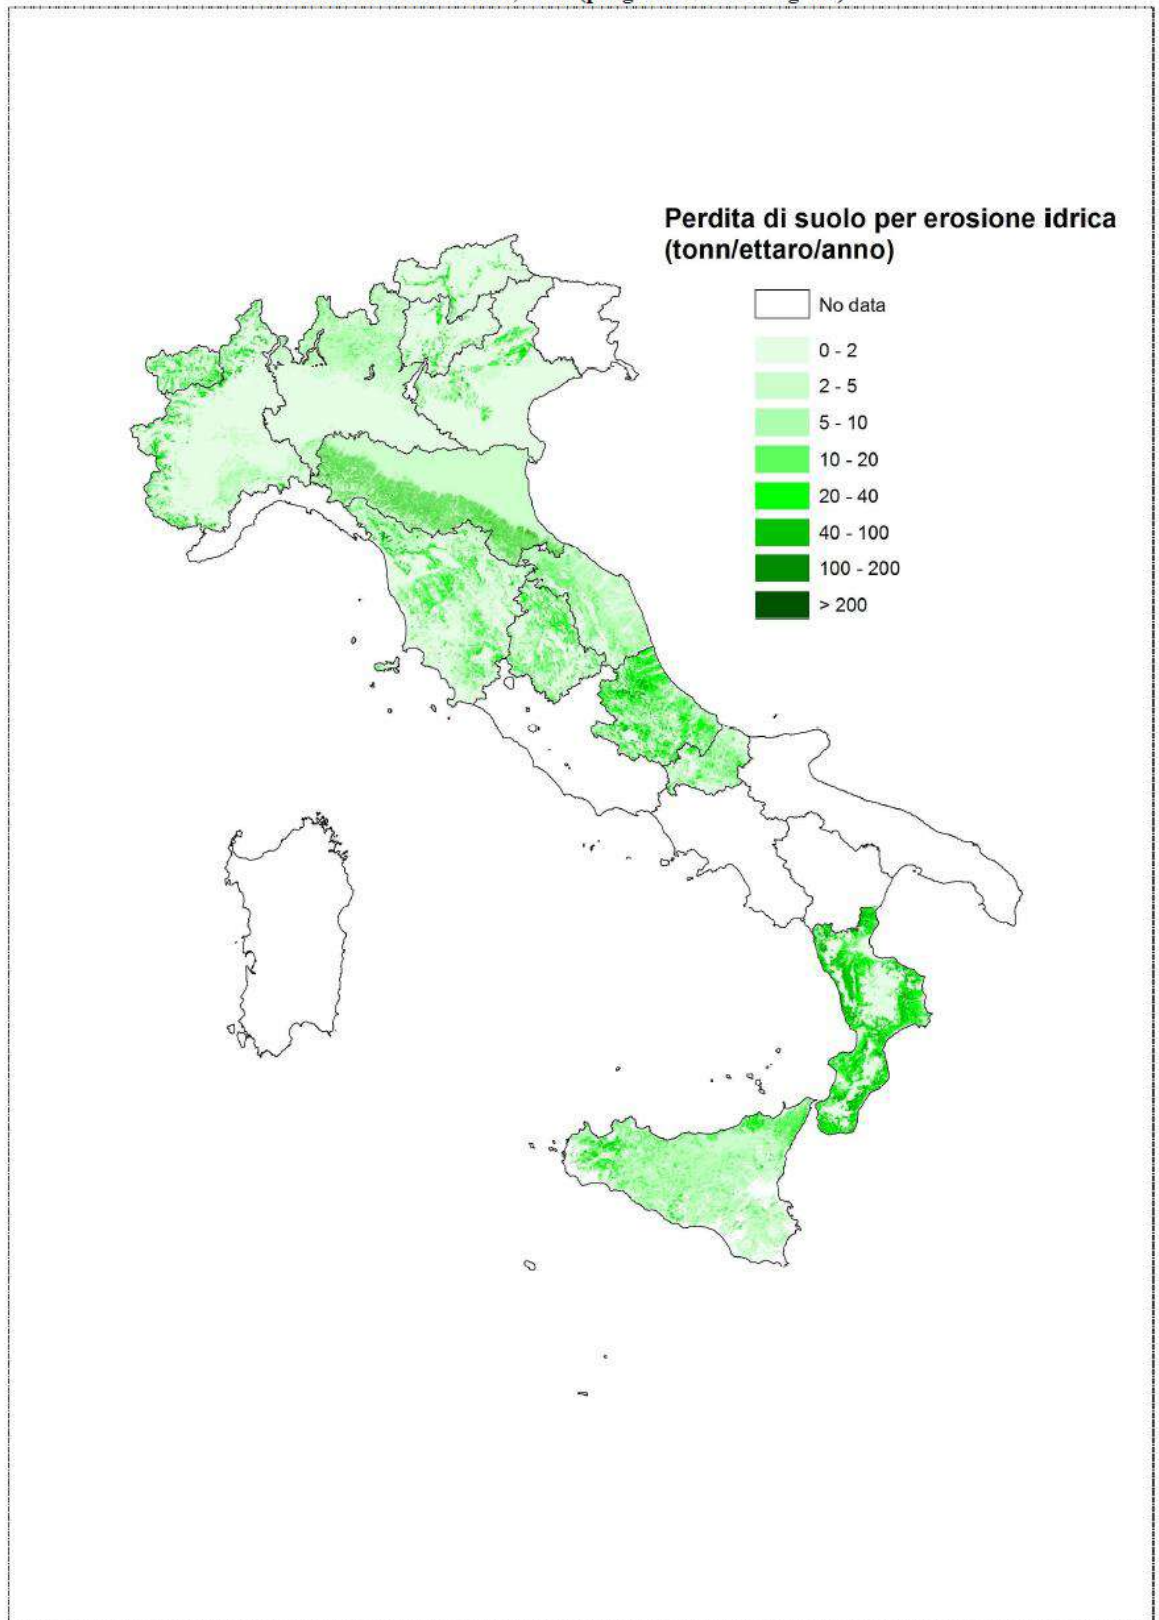 Perdita di suolo per erosione idrica
(tonn/ettaro/anno)
No data
0 - 2
2 - 5
5 - 10
10 - 20
20 - 40
40 - 100
100 - 200
> 200